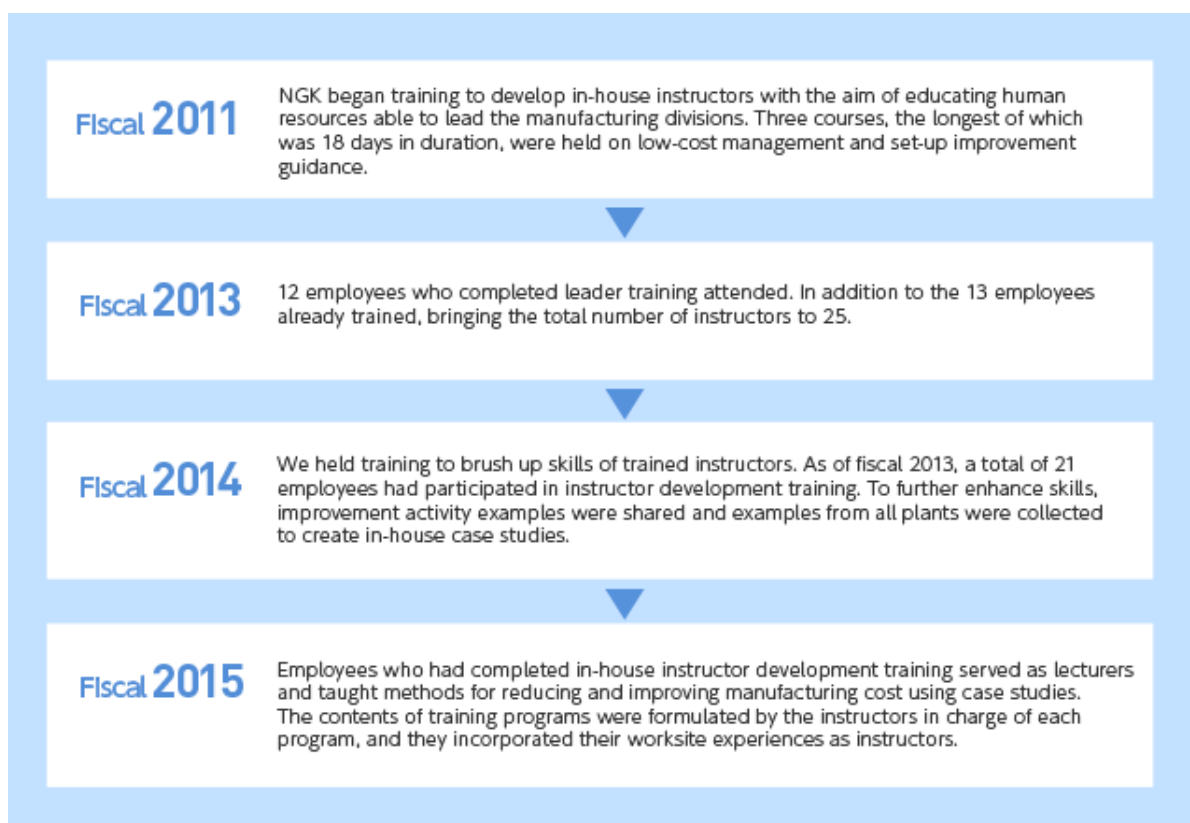 Fiscal 2011
NGK began training to develop in-house instructors with the aim of educating human
resources able to lead the manufacturing divisions. Three courses, the longest of which
was 18 days in duration, were held on low-cost management and set-up improvement
guidance.
Fiscal 2013
12 employees who completed leader training attended. In addition to the 13 employees
already trained, bringing the total number of instructors to 25.
Fiscal 2014
We held training to brush up skills of trained instructors. As of fiscal 2013, a total of 21
employees had participated in instructor development training. To further enhance skills,
improvement activity examples were shared and examples from all plants were collected
to create in-house case studies.
Fiscal 2015
Employees who had completed in-house instructor development training served as lecturers
and taught methods for reducing and improving manufacturing cost using case studies.
The contents of training programs were formulated by the instructors in charge of each
program, and they incorporated their worksite experiences as instructors.